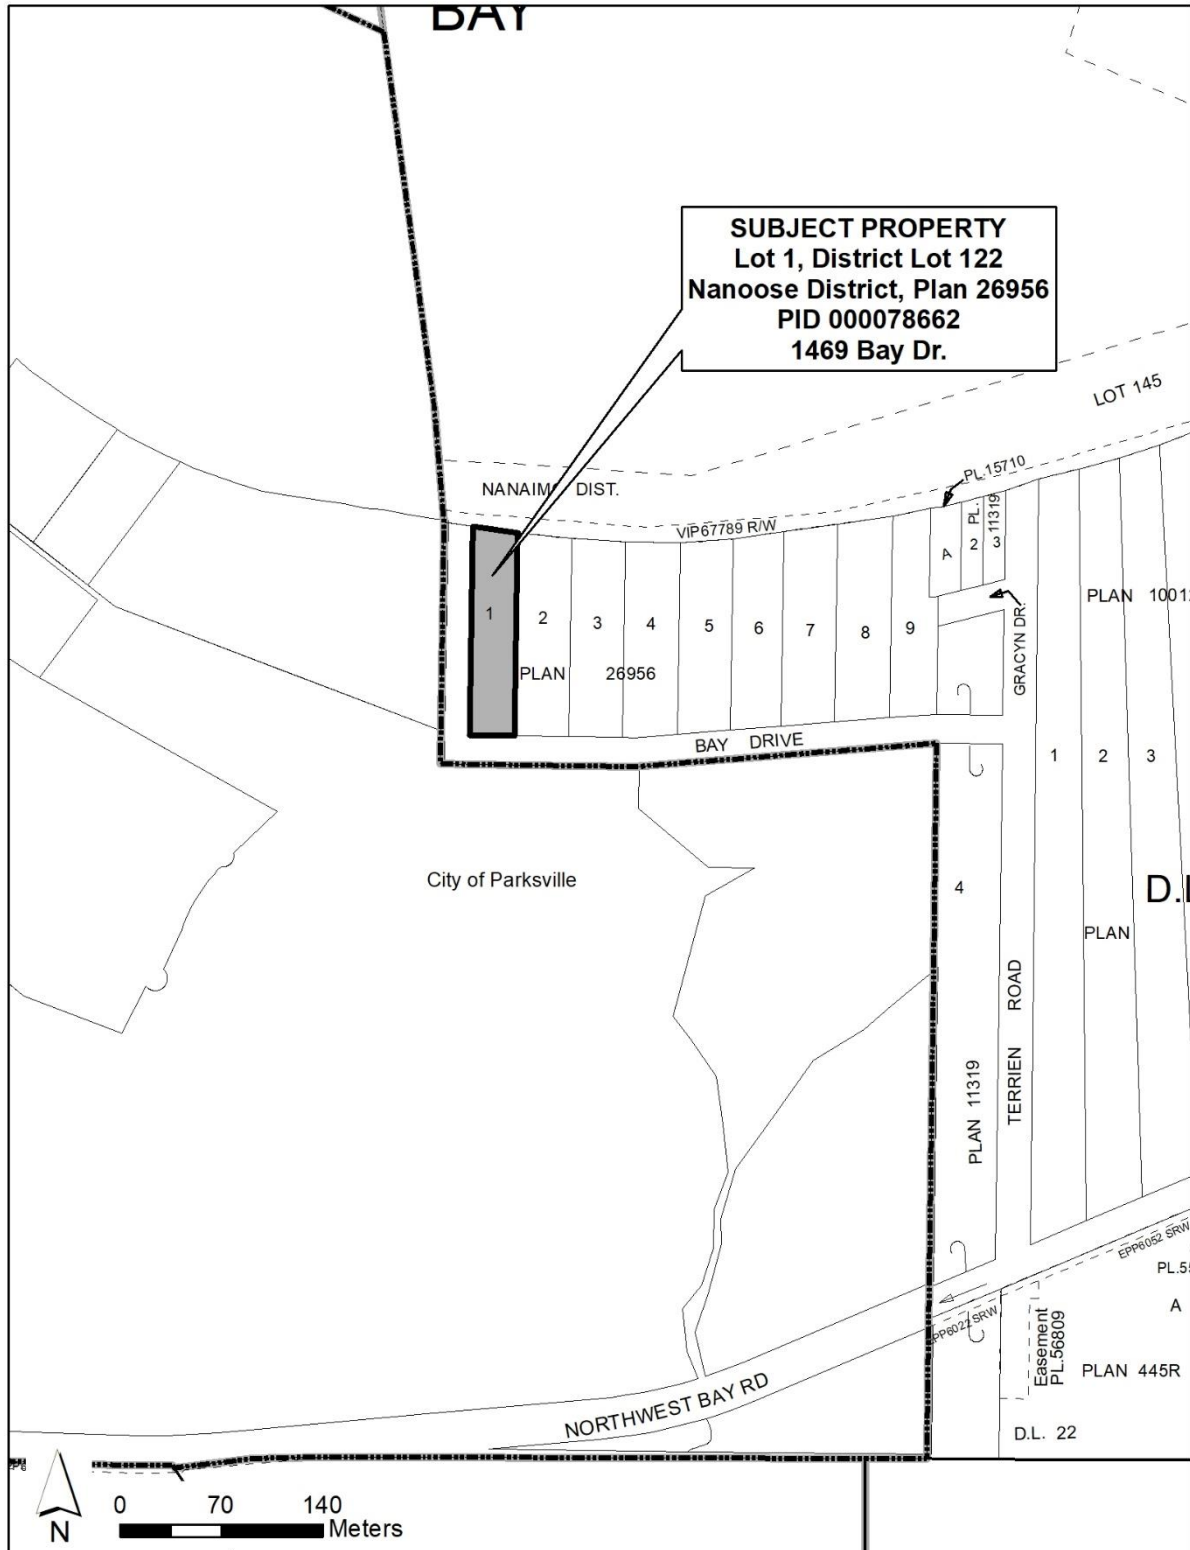 BAY
SUBJECT PROPERTY
Lot 1, District Lot 122
Nanoose District, Plan 26956
PID 000078662
1469 Bay Dr.
LOT 145
PL.15710
NANAIMO DIST.
VIP67789 R/W
PL.
11319
A
2
3
1
2
3
4
5
6
7
8
9
PLAN 1001
GRACYN DR.
PLAN 26956
BAY DRIVE
1
2
3
City of Parksville
4
D.
PLAN
TERRIEN ROAD
PLAN 11319
EPP6052 SRW
PL.55
A
EPP6022 SRW
Easement
PL.56809
PLAN 445R
NORTHWEST BAY RD
D.L. 22
0 70 140
Meters
N